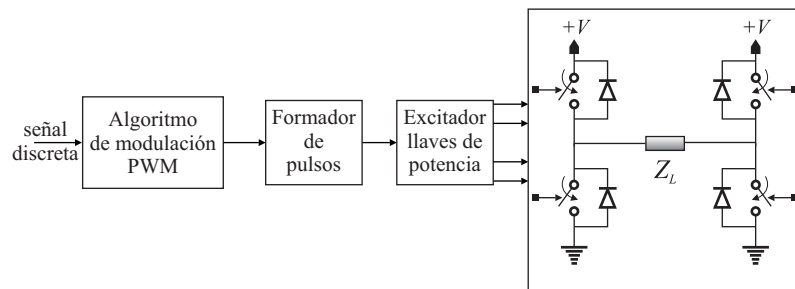 señal
discreta
Algoritmo
de modulación
PWM
Formador
de
pulsos
Excitador
llaves de
potencia
+V
+V
Z_L